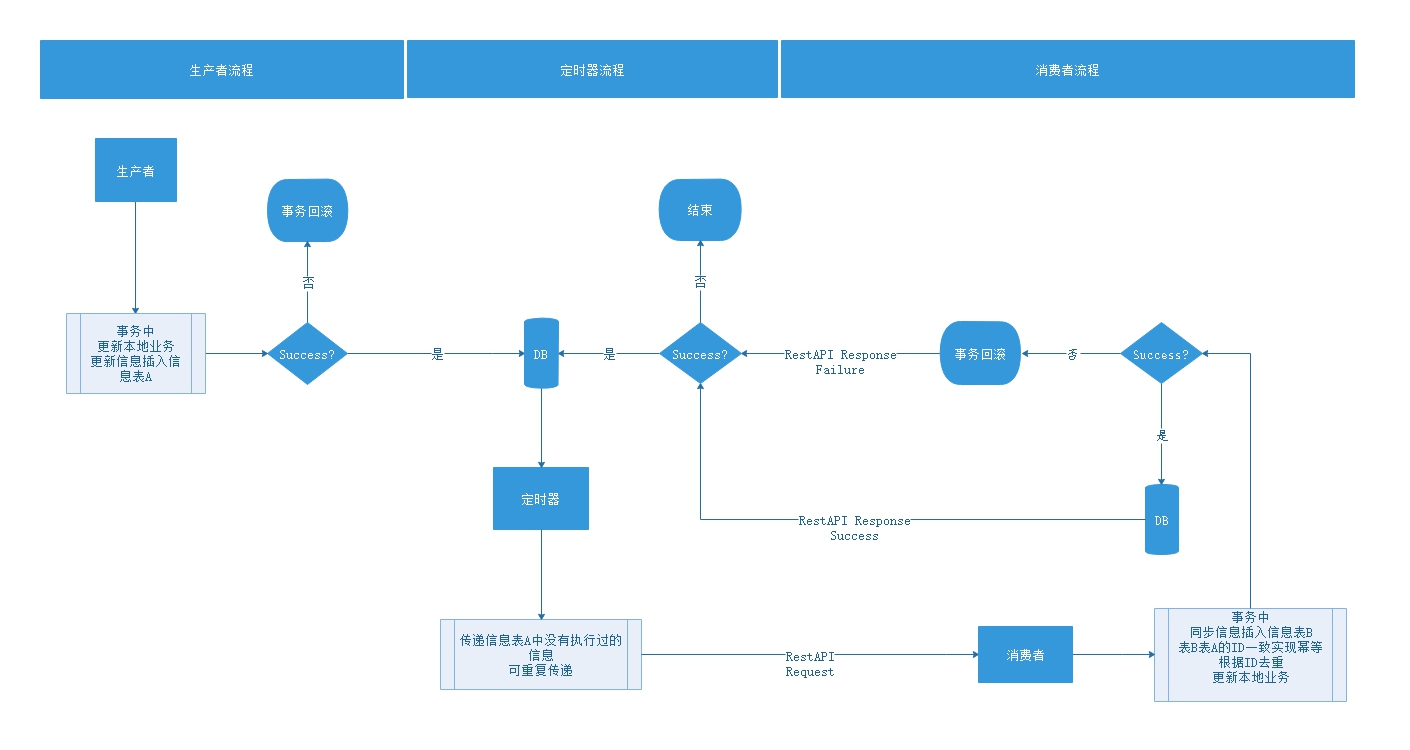 生产者流程
定时器流程
消费者流程
生产者
事务回滚
结束
否
否
事务中
更新本地业务
更新信息插入信
息表A
Success?
是
DB
是
Success?
RestAPI Response
Failure
事务回滚
否
Success?
是
定时器
RestAPI Response
Success
DB
传递信息表A中没有执行过的
信息
可重复传递
RestAPI
Request
消费者
事务中
同步信息插入信息表B
表B表A的ID一致实现幂等
根据ID去重
更新本地业务